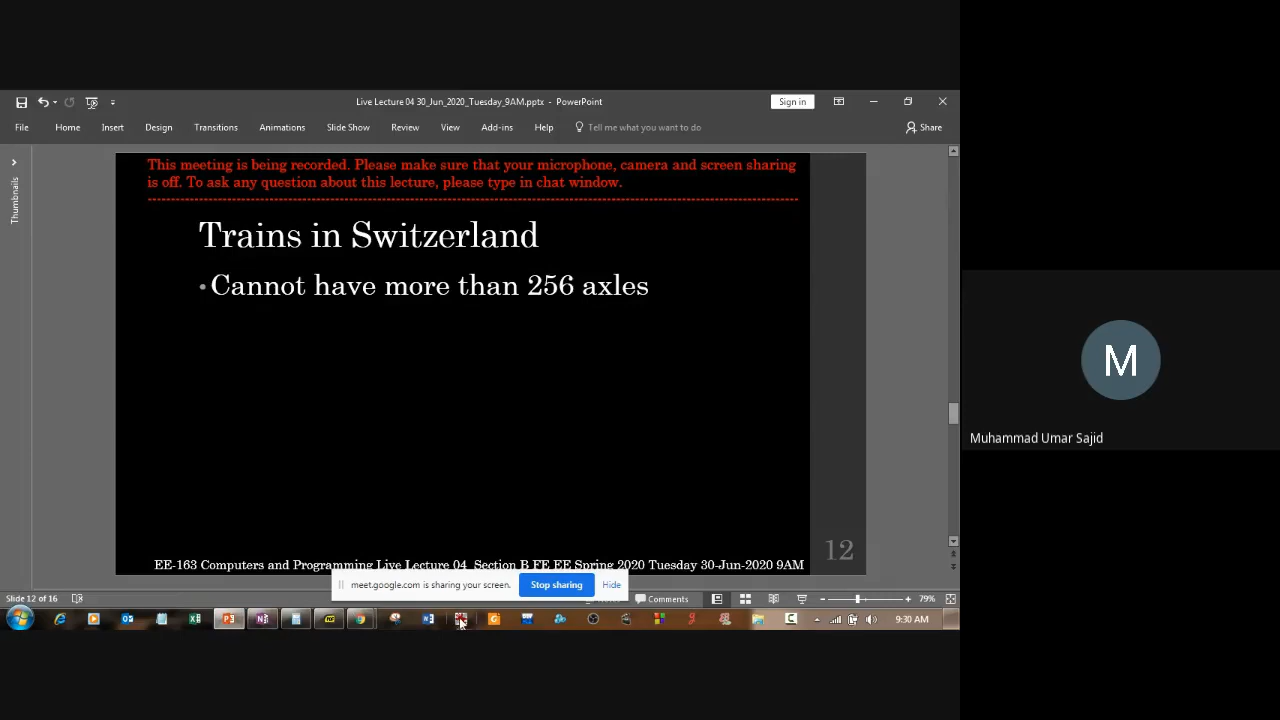 Live Lecture 04 30_Jun_2020_Tuesday_9AM.pptx - PowerPoint
Sign in
File Home Insert Design Transitions Animations Slide Show Review View Add-ins Help Tell me what you want to do Share
Thumbnails
This meeting is being recorded. Please make sure that your microphone, camera and screen sharing
is off. To ask any question about this lecture, please type in chat window.
Trains in Switzerland
• Cannot have more than 256 axles
M
Muhammad Umar Sajid
12
EE-163 Computers and Programming Live Lecture 04 Section B FE EE Spring 2020 Tuesday 30-Jun-2020 9AM
meet.google.com is sharing your screen. Stop sharing Hide
Slide 12 of 16 Comments 79%
9:30 AM